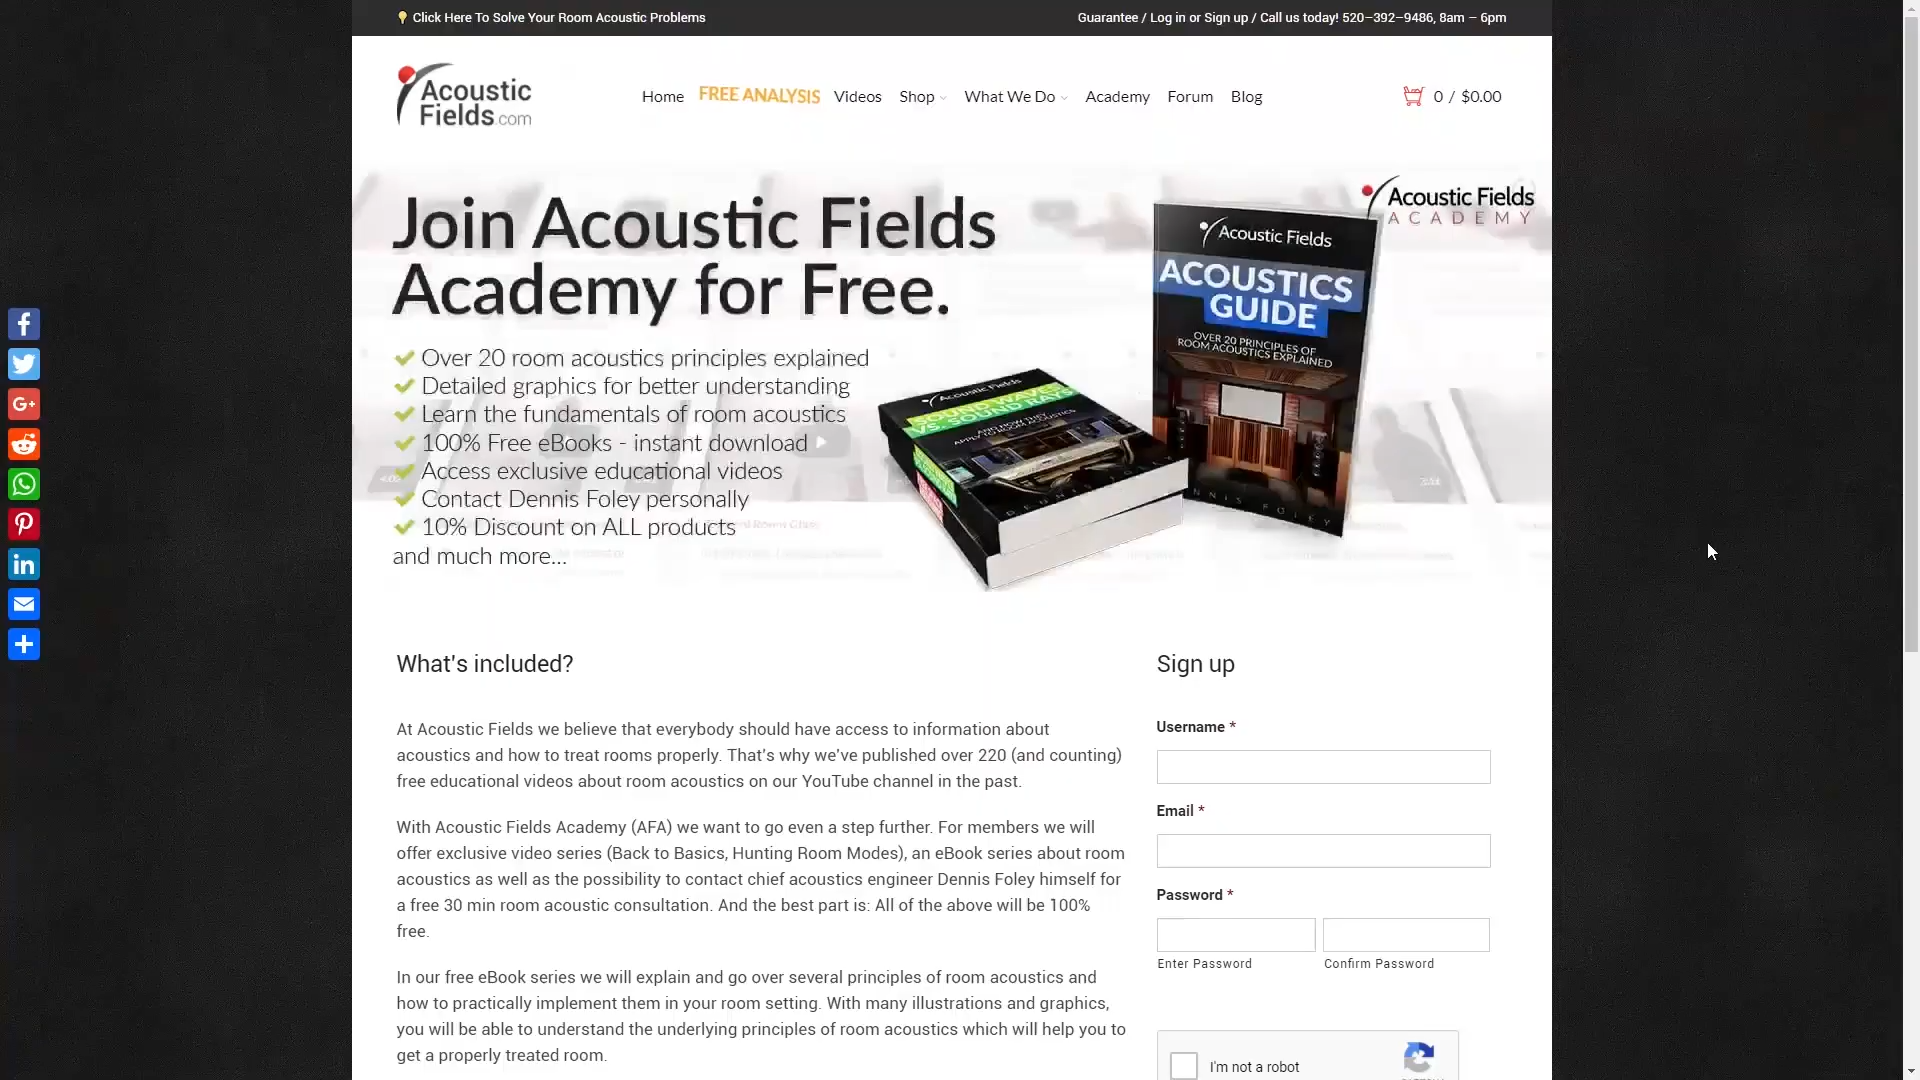 Click Here To Solve Your Room Acoustic Problems
Guarantee / Log in or Sign up / Call us today! 520–392–9486, 8am – 6pm
Acoustic
Fields.com
Home FREE ANALYSIS Videos Shop What We Do Academy Forum Blog
0 / $0.00
Join Acoustic Fields
Academy for Free.
Over 20 room acoustics principles explained
Detailed graphics for better understanding
Learn the fundamentals of room acoustics
100% Free eBooks - instant download
Access exclusive educational videos
Contact Dennis Foley personally
10% Discount on ALL products
and much more...
Acoustic Fields
ACADEMY
Acoustic Fields
ACOUSTICS
GUIDE
OVER 20 PRINCIPLES OF
ROOM ACOUSTICS EXPLAINED
Acoustic Fields
SOUND WAVES
VS. SOUND RAYS
AND HOW THEY
APPLY TO ROOM ACOUSTICS
What's included?
At Acoustic Fields we believe that everybody should have access to information about
acoustics and how to treat rooms properly. That's why we've published over 220 (and counting)
free educational videos about room acoustics on our YouTube channel in the past.
With Acoustic Fields Academy (AFA) we want to go even a step further. For members we will
offer exclusive video series (Back to Basics, Hunting Room Modes), an eBook series about room
acoustics as well as the possibility to contact chief acoustics engineer Dennis Foley himself for
a free 30 min room acoustic consultation. And the best part is: All of the above will be 100%
free.
In our free eBook series we will explain and go over several principles of room acoustics and
how to practically implement them in your room setting. With many illustrations and graphics,
you will be able to understand the underlying principles of room acoustics which will help you to
get a properly treated room.
Sign up
Username *
Email *
Password *
Enter Password
Confirm Password
I'm not a robot